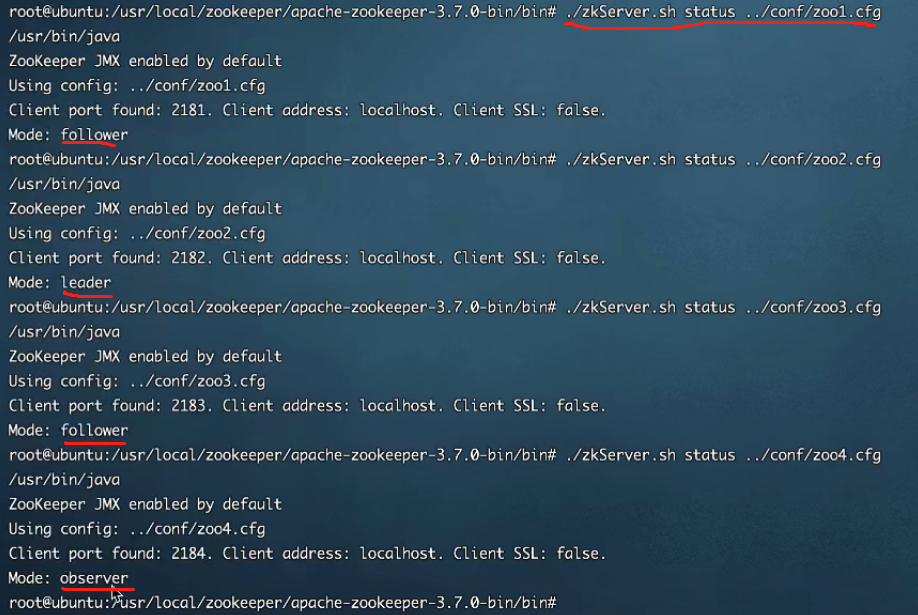 root@ubuntu:/usr/local/zookeeper/apache-zookeeper-3.7.0-bin/bin# ./zkServer.sh status ../conf/zoo1.cfg
/usr/bin/java
ZooKeeper JMX enabled by default
Using config: ../conf/zoo1.cfg
Client port found: 2181. Client address: localhost. Client SSL: false.
Mode: follower
root@ubuntu:/usr/local/zookeeper/apache-zookeeper-3.7.0-bin/bin# ./zkServer.sh status ../conf/zoo2.cfg
/usr/bin/java
ZooKeeper JMX enabled by default
Using config: ../conf/zoo2.cfg
Client port found: 2182. Client address: localhost. Client SSL: false.
Mode: leader
root@ubuntu:/usr/local/zookeeper/apache-zookeeper-3.7.0-bin/bin# ./zkServer.sh status ../conf/zoo3.cfg
/usr/bin/java
ZooKeeper JMX enabled by default
Using config: ../conf/zoo3.cfg
Client port found: 2183. Client address: localhost. Client SSL: false.
Mode: follower
root@ubuntu:/usr/local/zookeeper/apache-zookeeper-3.7.0-bin/bin# ./zkServer.sh status ../conf/zoo4.cfg
/usr/bin/java
ZooKeeper JMX enabled by default
Using config: ../conf/zoo4.cfg
Client port found: 2184. Client address: localhost. Client SSL: false.
Mode: observer
root@ubuntu:/usr/local/zookeeper/apache-zookeeper-3.7.0-bin/bin#